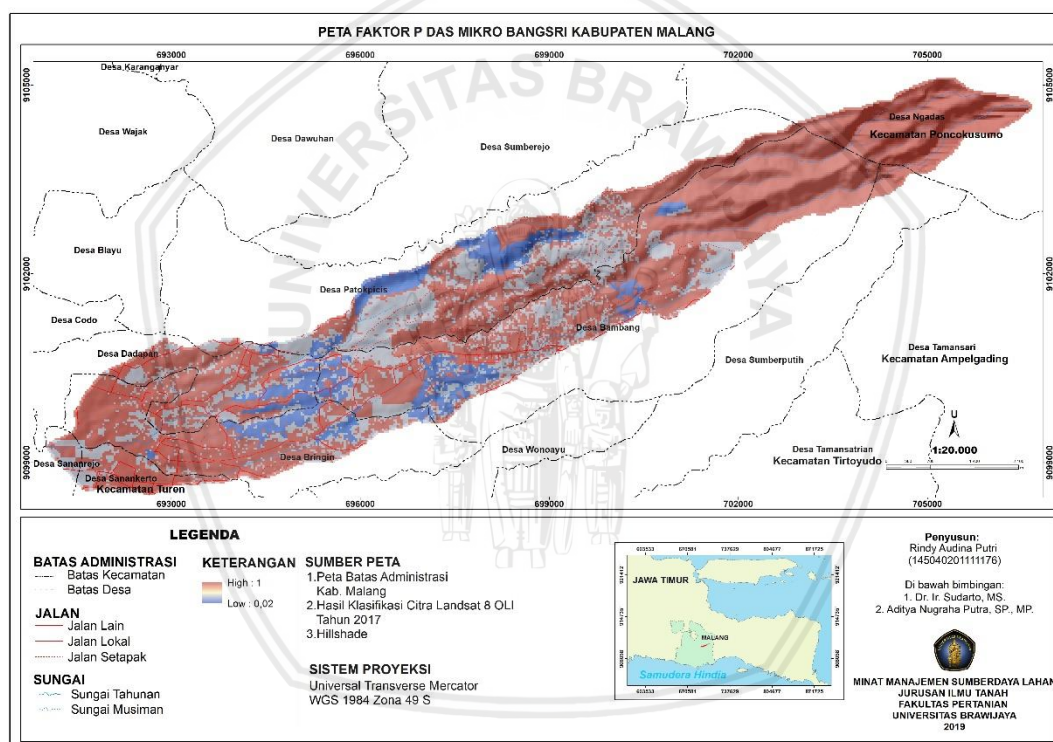 PETA FAKTOR P DAS MIKRO BANGSRI KABUPATEN MALANG
693000
696000
699000
702000
705000
9105000
9105000
9102000
9102000
9099000
9099000
UNIVERSITAS BRAWIJAYA
Desa Karanganyar
Desa Wajak
Desa Dawuhan
Desa Sumberejo
Desa Ngadas
Kecamatan Poncokusumo
Desa Blayu
Desa Patokpicis
Desa Codo
Desa Bambang
Desa Dadapan
Desa Sumberputih
Desa Tamansari
Kecamatan Ampelgading
Desa Wonoayu
Desa Bringin
Desa Tamansatrian
Kecamatan Tirtoyudo
Desa Sananrejo
Desa Sanankerto
Kecamatan Turen
U
1:20.000
693000
696000
699000
702000
705000
LEGENDA
BATAS ADMINISTRASI
Batas Kecamatan
Batas Desa
JALAN
Jalan Lain
Jalan Lokal
Jalan Setapak
SUNGAI
Sungai Tahunan
Sungai Musiman
KETERANGAN
High : 1
Low : 0,02
SUMBER PETA
1.Peta Batas Administrasi
Kab. Malang
2.Hasil Klasifikasi Citra Landsat 8 OLI
Tahun 2017
3.Hillshade
SISTEM PROYEKSI
Universal Transverse Mercator
WGS 1984 Zona 49 S
JAWA TIMUR
MALANG
Samudera Hindia
Penyusun:
Rindy Audina Putri
(145040201111176)
Di bawah bimbingan:
1. Dr. Ir. Sudarto, MS.
2. Aditya Nugraha Putra, SP., MP.
MINAT MANAJEMEN SUMBERDAYA LAHAN
JURUSAN ILMU TANAH
FAKULTAS PERTANIAN
UNIVERSITAS BRAWIJAYA
2019